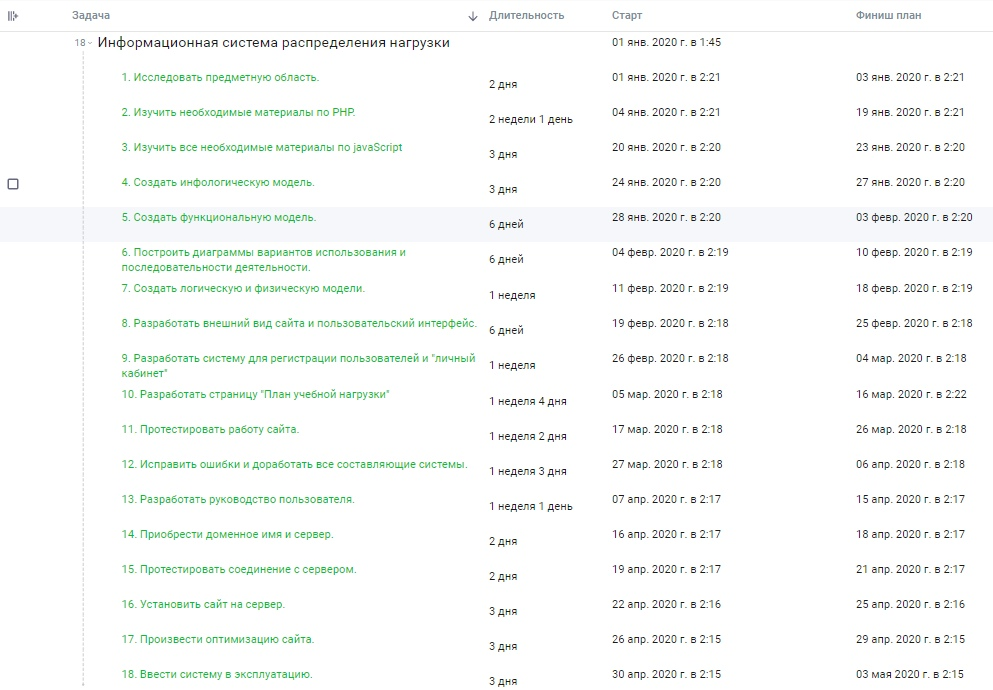 Задача Длительность Старт Финиш план
18 Информационная система распределения нагрузки 01 янв. 2020 г. в 1:45
1. Исследовать предметную область. 2 дня 01 янв. 2020 г. в 2:21 03 янв. 2020 г. в 2:21
2. Изучить необходимые материалы по PHP. 2 недели 1 день 04 янв. 2020 г. в 2:21 19 янв. 2020 г. в 2:21
3. Изучить все необходимые материалы по javaScript 3 дня 20 янв. 2020 г. в 2:20 23 янв. 2020 г. в 2:20
4. Создать инфологическую модель. 3 дня 24 янв. 2020 г. в 2:20 27 янв. 2020 г. в 2:20
5. Создать функциональную модель. 6 дней 28 янв. 2020 г. в 2:20 03 февр. 2020 г. в 2:20
6. Построить диаграммы вариантов использования и 6 дней 04 февр. 2020 г. в 2:19 10 февр. 2020 г. в 2:19
последовательности деятельности.
7. Создать логическую и физическую модели. 1 неделя 11 февр. 2020 г. в 2:19 18 февр. 2020 г. в 2:19
8. Разработать внешний вид сайта и пользовательский интерфейс. 6 дней 19 февр. 2020 г. в 2:18 25 февр. 2020 г. в 2:18
9. Разработать систему для регистрации пользователей и "личный 1 неделя 26 февр. 2020 г. в 2:18 04 мар. 2020 г. в 2:18
кабинет"
10. Разработать страницу "План учебной нагрузки" 1 неделя 4 дня 05 мар. 2020 г. в 2:18 16 мар. 2020 г. в 2:22
11. Протестировать работу сайта. 1 неделя 2 дня 17 мар. 2020 г. в 2:18 26 мар. 2020 г. в 2:18
12. Исправить ошибки и доработать все составляющие системы. 1 неделя 3 дня 27 мар. 2020 г. в 2:18 06 апр. 2020 г. в 2:18
13. Разработать руководство пользователя. 1 неделя 1 день 07 апр. 2020 г. в 2:17 15 апр. 2020 г. в 2:17
14. Приобрести доменное имя и сервер. 2 дня 16 апр. 2020 г. в 2:17 18 апр. 2020 г. в 2:17
15. Протестировать соединение с сервером. 2 дня 19 апр. 2020 г. в 2:17 21 апр. 2020 г. в 2:17
16. Установить сайт на сервер. 3 дня 22 апр. 2020 г. в 2:16 25 апр. 2020 г. в 2:16
17. Произвести оптимизацию сайта. 3 дня 26 апр. 2020 г. в 2:15 29 апр. 2020 г. в 2:15
18. Ввести систему в эксплуатацию. 3 дня 30 апр. 2020 г. в 2:15 03 мая 2020 г. в 2:15